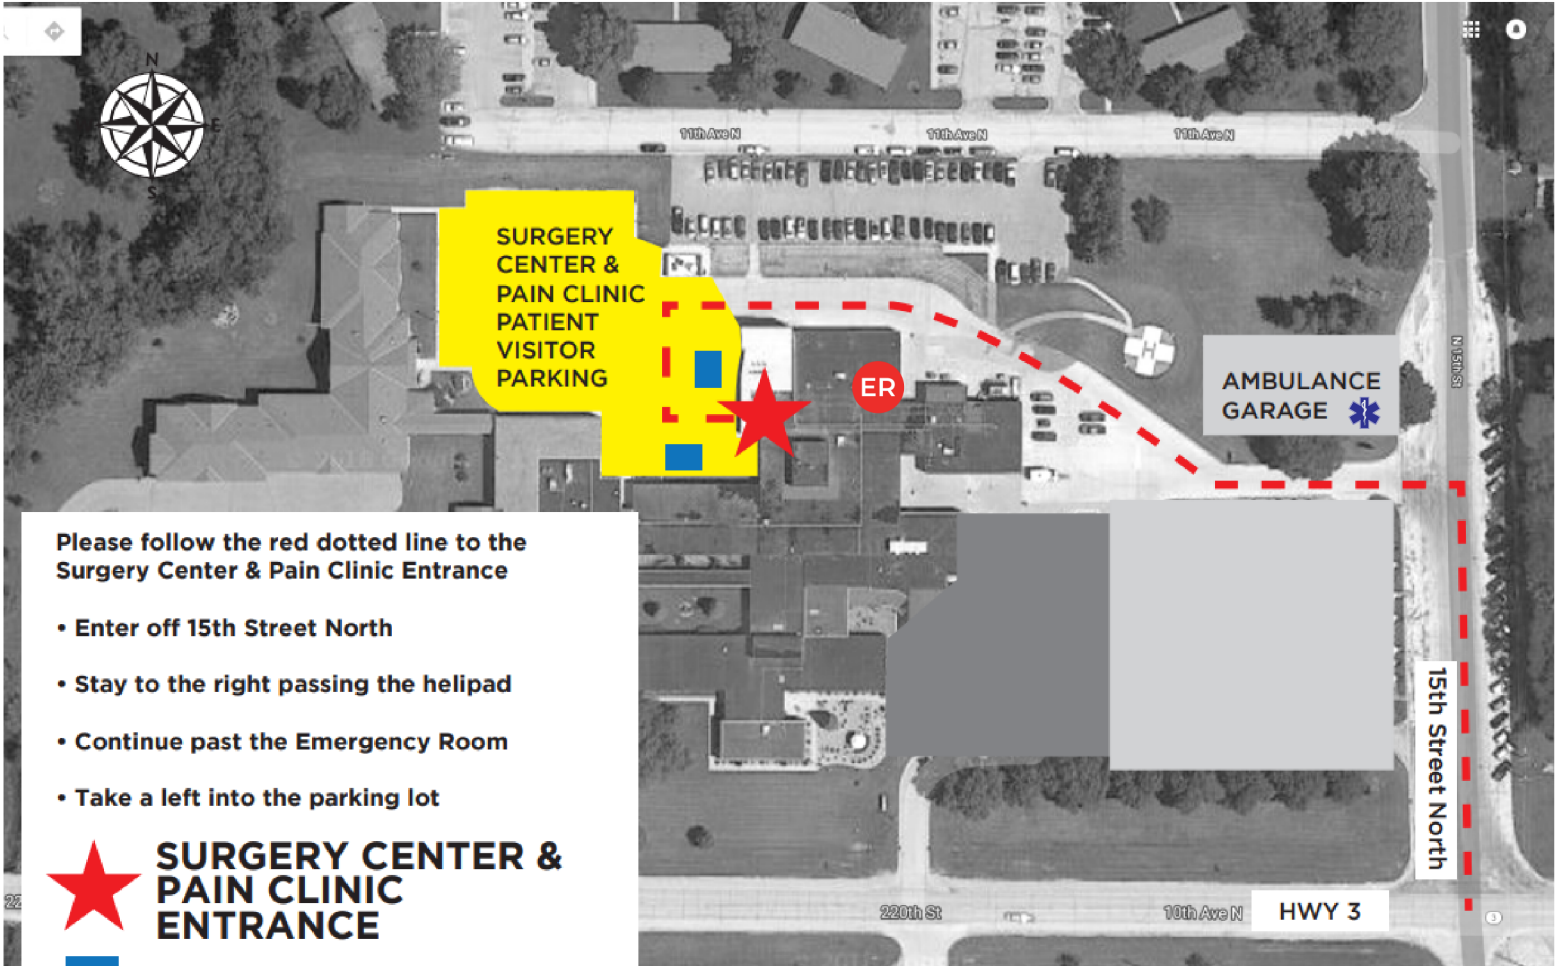 N
E
S
11th Ave N
11th Ave N
11th Ave N
SURGERY
CENTER &
PAIN CLINIC
PATIENT
VISITOR
PARKING
H
N 15th St
ER
AMBULANCE
GARAGE
Please follow the red dotted line to the
Surgery Center & Pain Clinic Entrance
• Enter off 15th Street North
• Stay to the right passing the helipad
• Continue past the Emergency Room
• Take a left into the parking lot
15th Street North
SURGERY CENTER &
PAIN CLINIC
ENTRANCE
22
220th St
10th Ave N
HWY 3
3